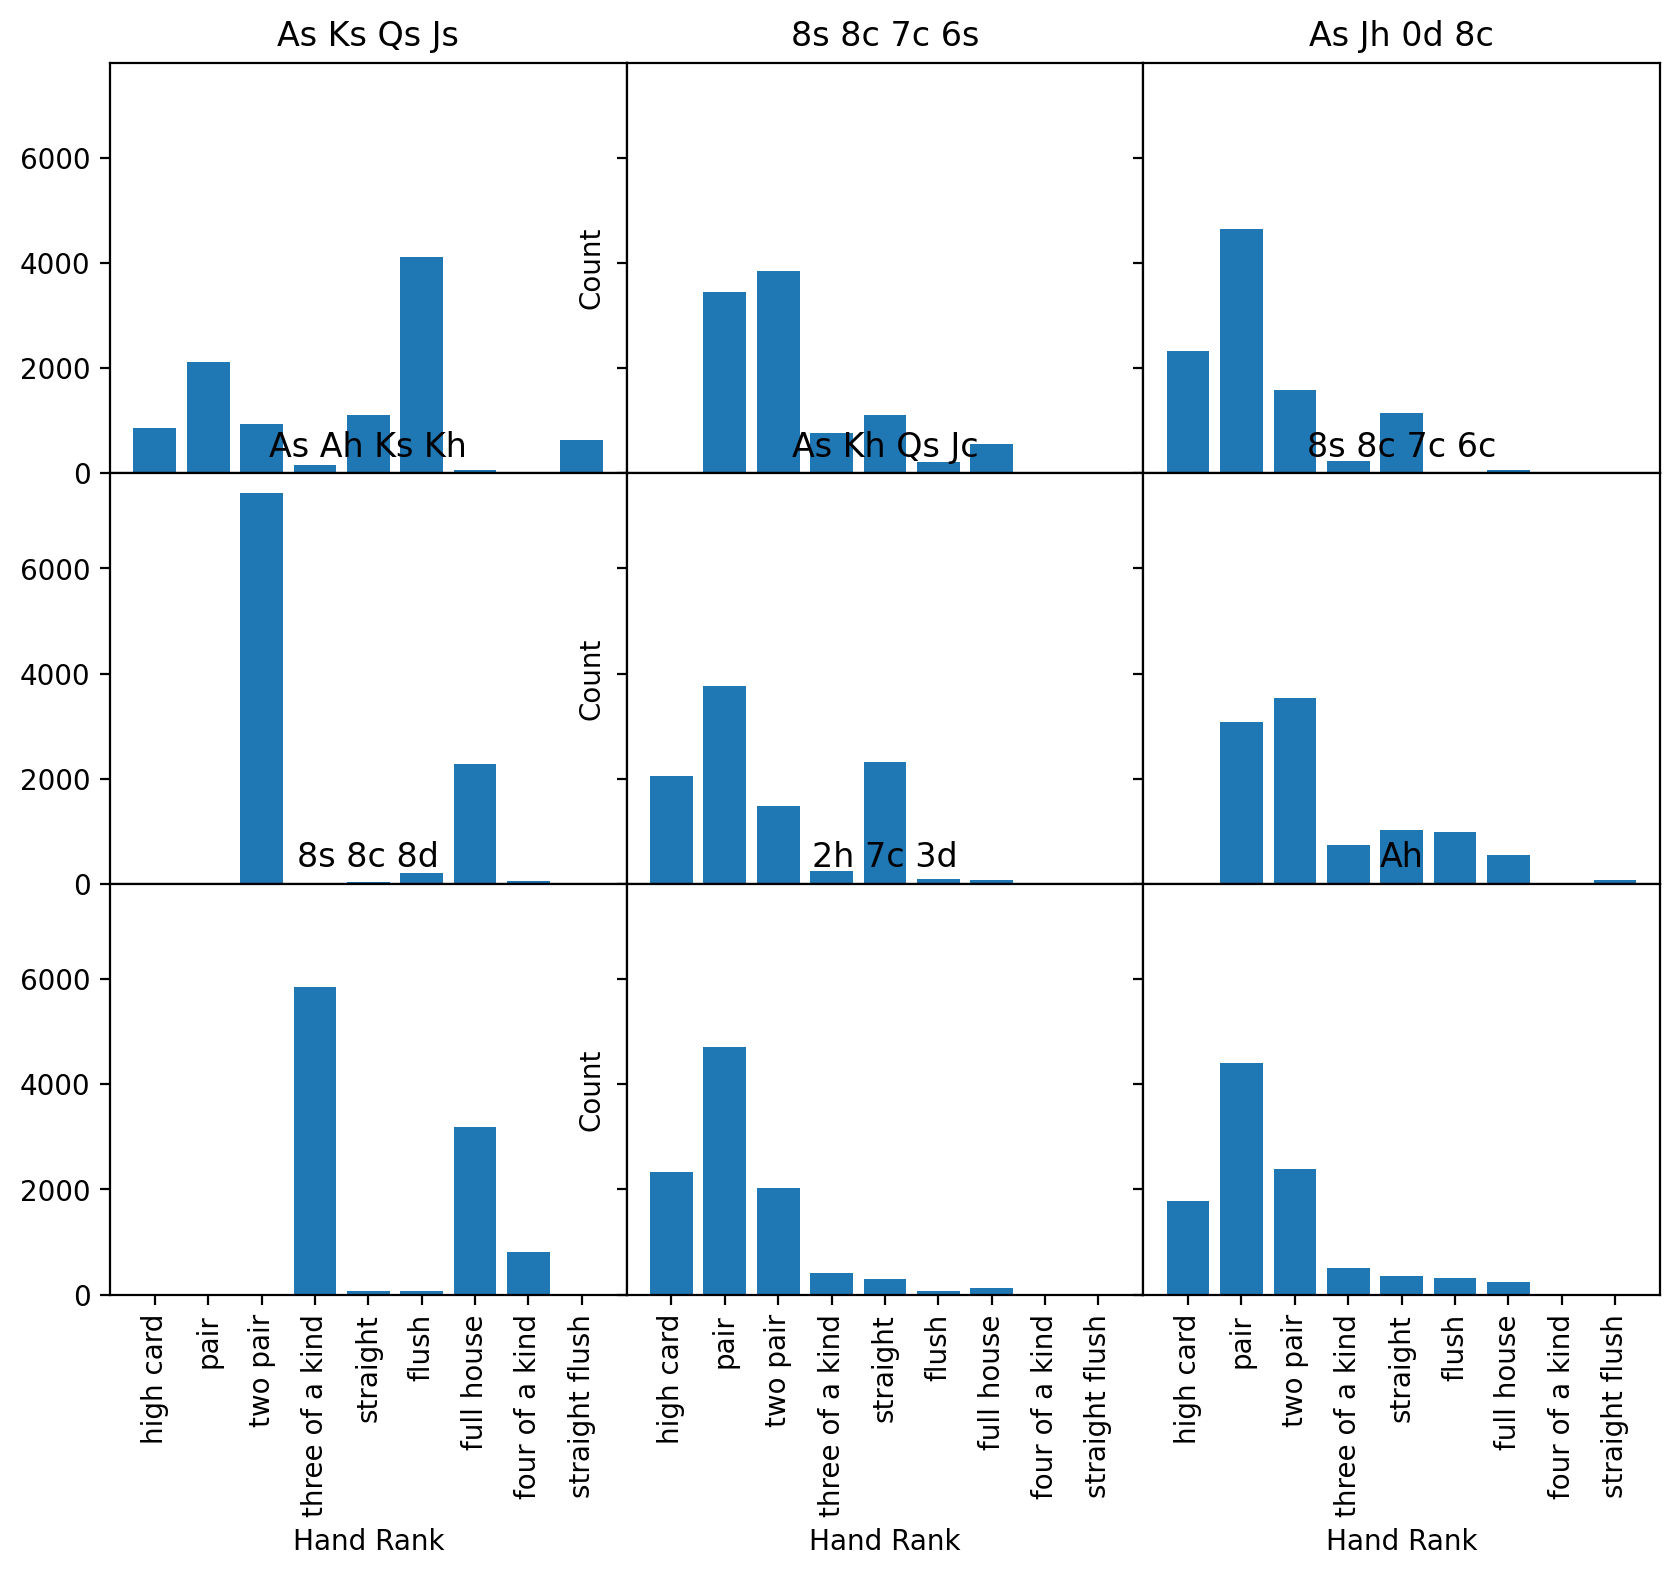 As Ks Qs Js
8s 8c 7c 6s
As Jh 0d 8c
6000
4000
2000
0
Count
As Ah Ks Kh
As Kh Qs Jc
8s 8c 7c 6c
6000
4000
2000
0
Count
8s 8c 8d
2h 7c 3d
Ah
6000
4000
2000
0
Count
high card
pair
two pair
three of a kind
straight
flush
full house
four of a kind
straight flush
high card
pair
two pair
three of a kind
straight
flush
full house
four of a kind
straight flush
high card
pair
two pair
three of a kind
straight
flush
full house
four of a kind
straight flush
Hand Rank
Hand Rank
Hand Rank